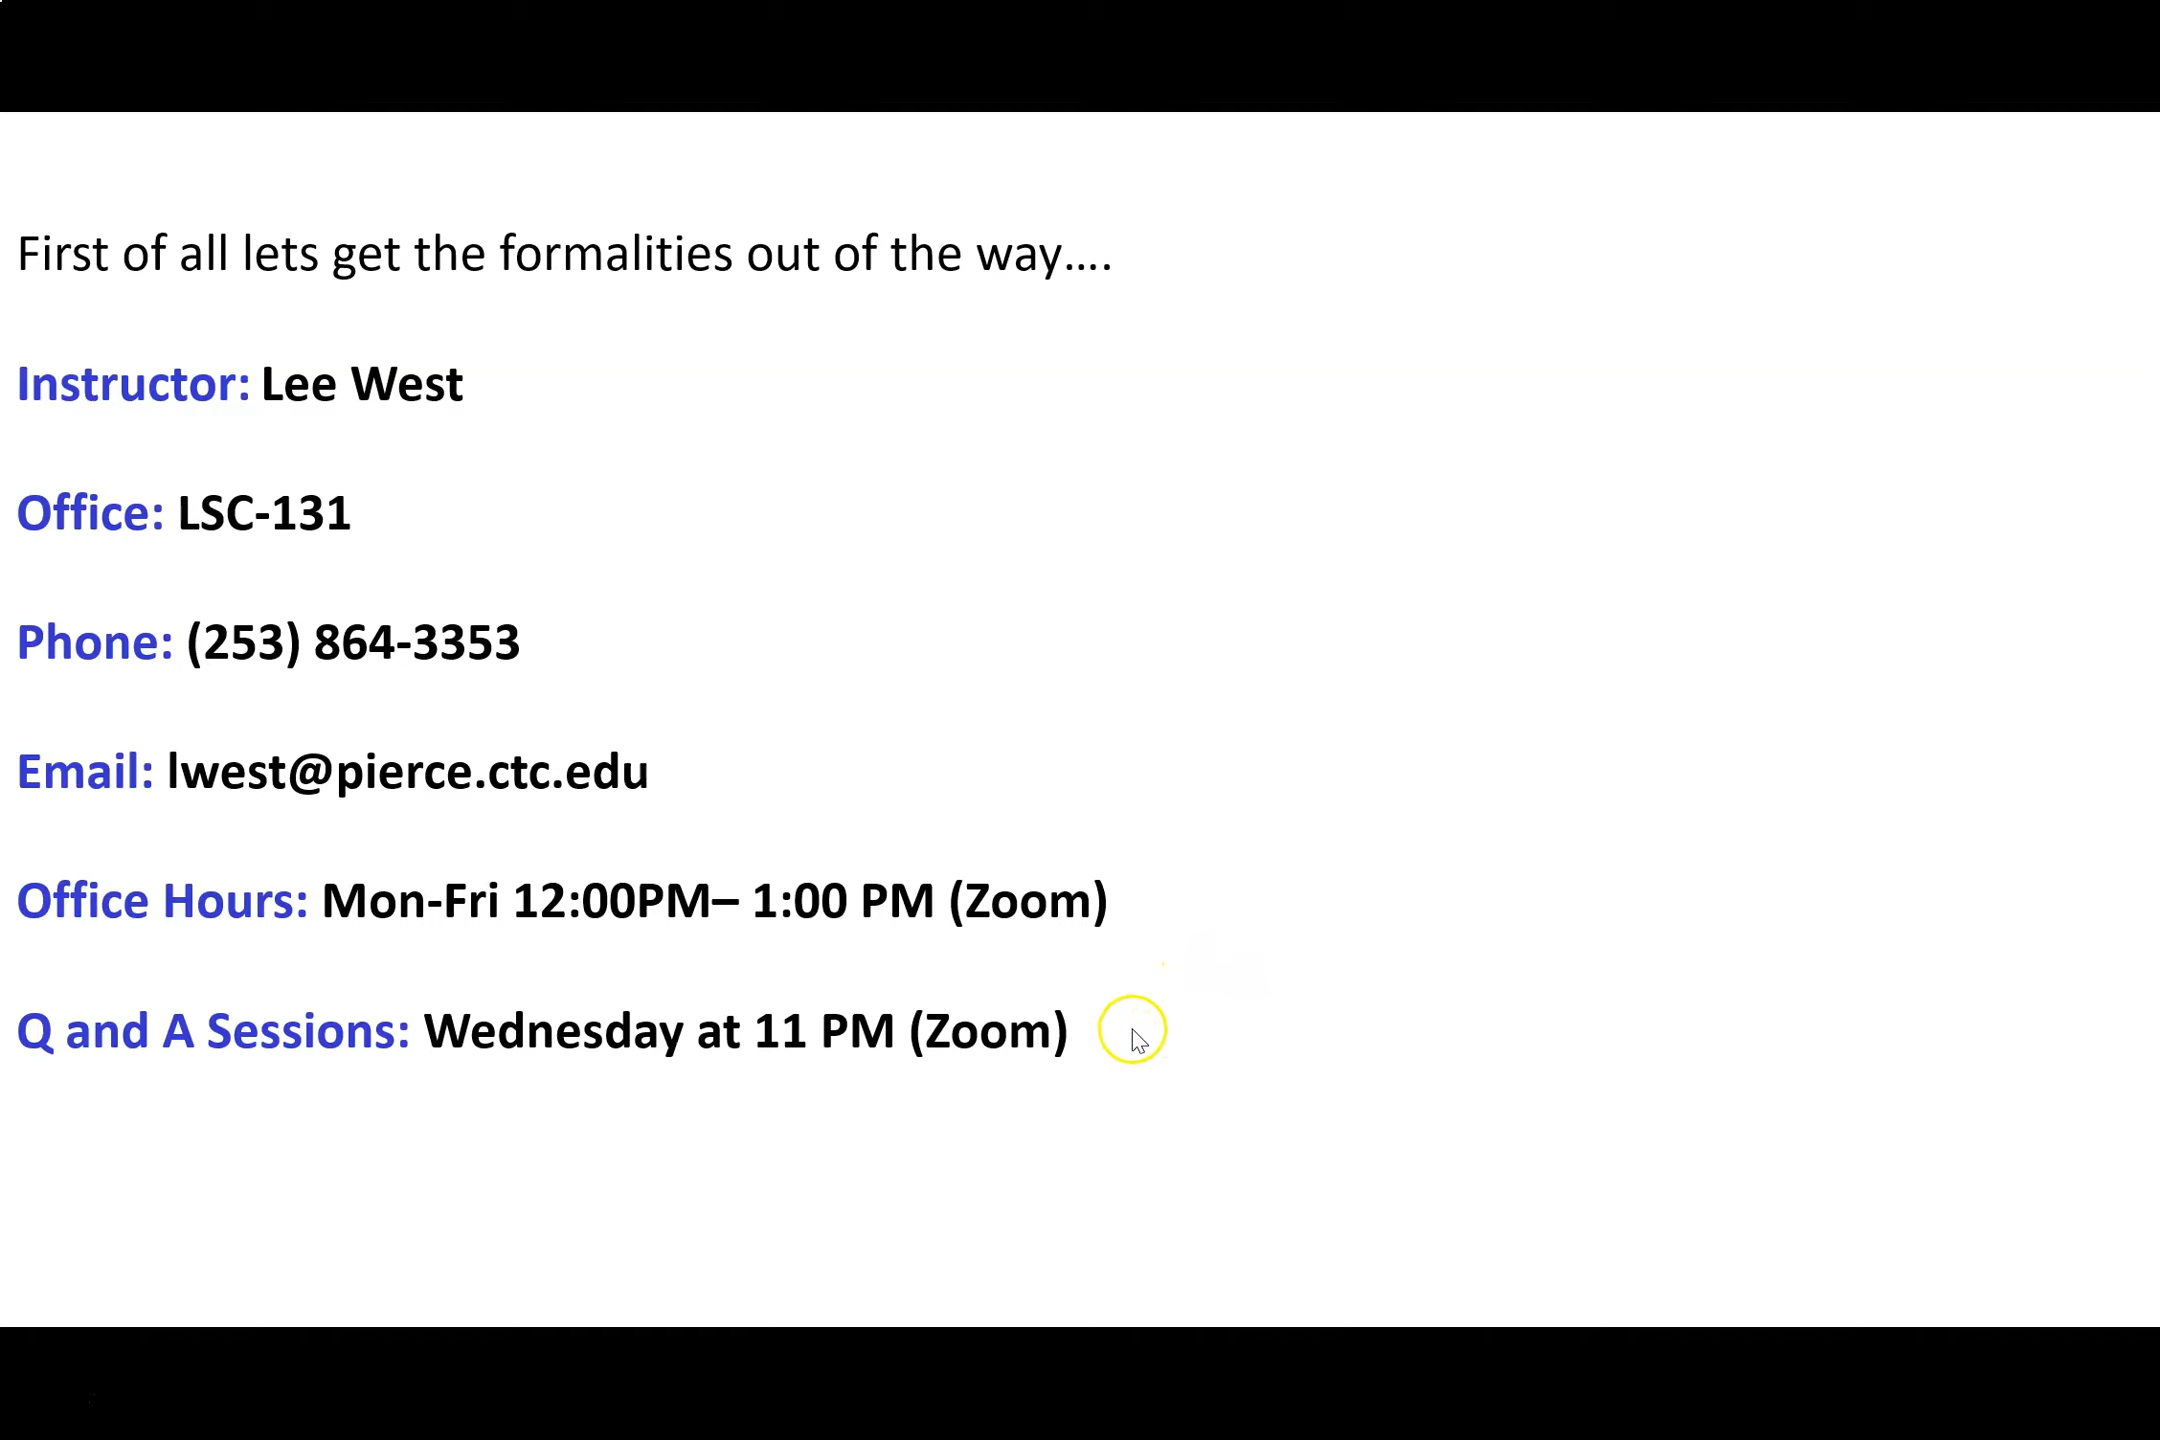 First of all lets get the formalities out of the way....
Instructor: Lee West
Office: LSC-131
Phone: (253) 864-3353
Email: lwest@pierce.ctc.edu
Office Hours: Mon-Fri 12:00PM– 1:00 PM (Zoom)
Q and A Sessions: Wednesday at 11 PM (Zoom)